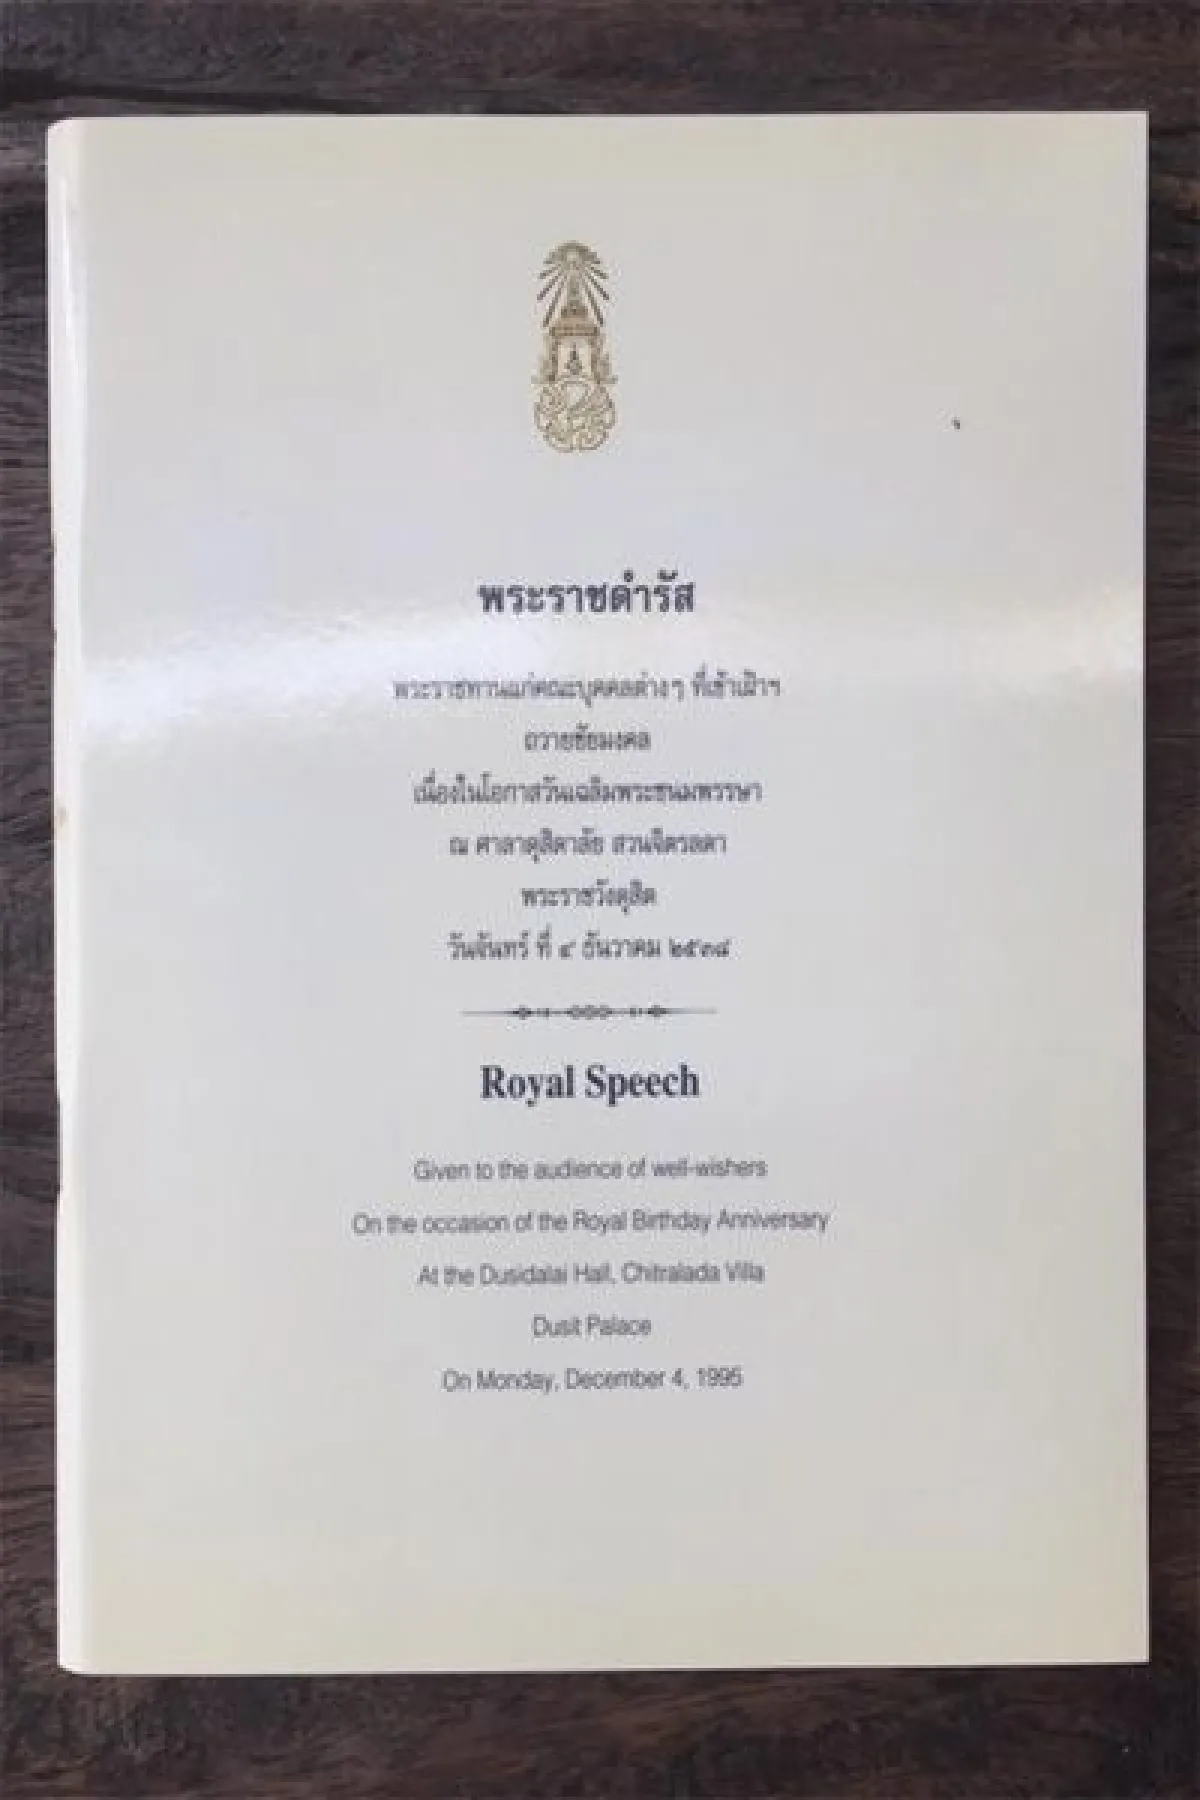 พระราชดำรัส
พระราชทานแก่คณะบุคคลต่างๆ ที่เข้าเฝ้าฯ
ถวายชัยมงคล
เนื่องในโอกาสวันเฉลิมพระชนมพรรษา
ณ ศาลาดุสิดาลัย สวนจิตรลดา
พระราชวังดุสิต
วันจันทร์ ที่ ๔ ธันวาคม ๒๕๓๘
Royal Speech
Given to the audience of well-wishers
On the occasion of the Royal Birthday Anniversary
At the Dusidalai Hall, Chitralada Villa
Dusit Palace
On Monday, December 4, 1995